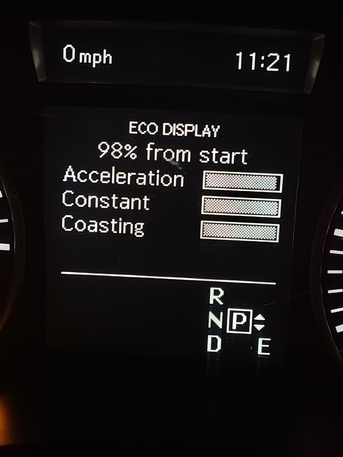 0 mph 11:21
ECO DISPLAY
98% from start
Acceleration
Constant
Coasting
R
N P
D E